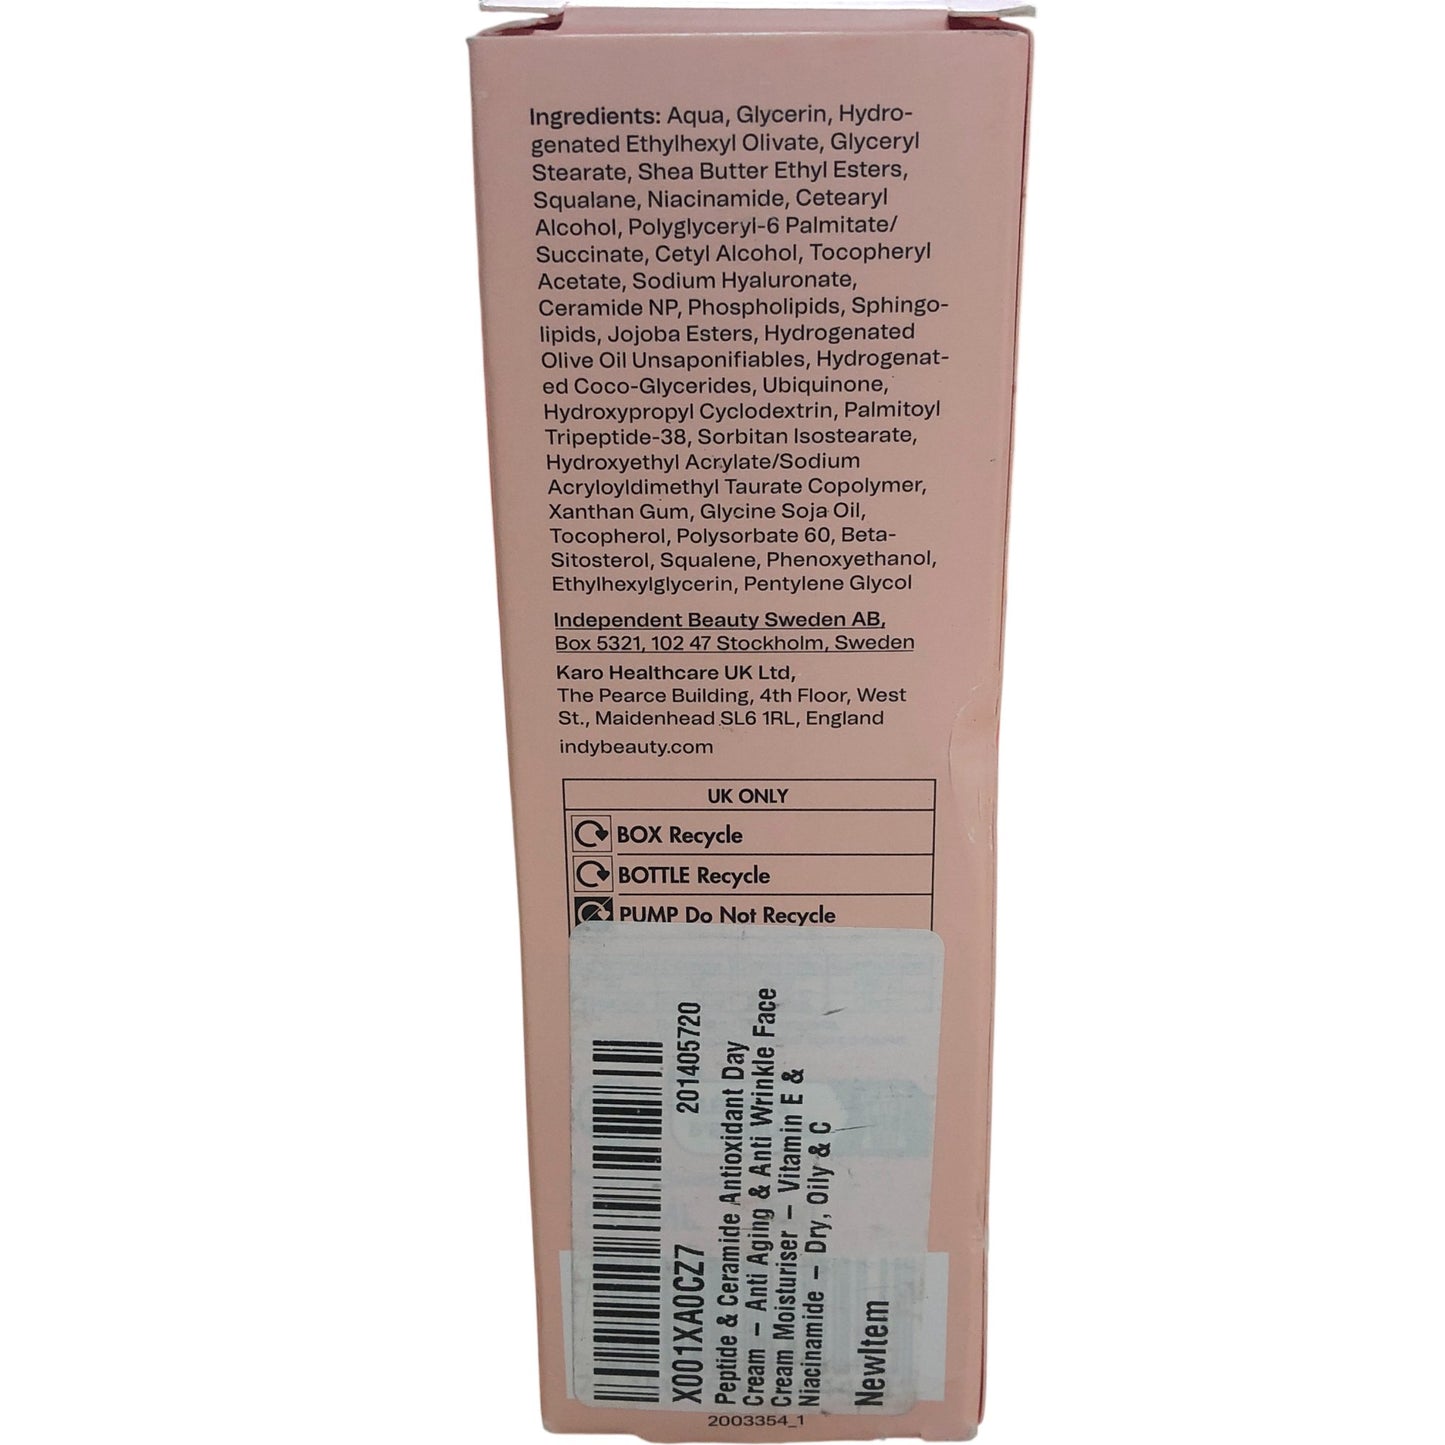 Ingredients: Aqua, Glycerin, Hydro-
genated Ethylhexyl Olivate, Glyceryl
Stearate, Shea Butter Ethyl Esters,
Squalane, Niacinamide, Cetearyl
Alcohol, Polyglyceryl-6 Palmitate/
Succinate, Cetyl Alcohol, Tocopheryl
Acetate, Sodium Hyaluronate,
Ceramide NP, Phospholipids, Sphingo-
lipids, Jojoba Esters, Hydrogenated
Olive Oil Unsaponifiables, Hydrogenat-
ed Coco-Glycerides, Ubiquinone,
Hydroxypropyl Cyclodextrin, Palmitoyl
Tripeptide-38, Sorbitan Isostearate,
Hydroxyethyl Acrylate/Sodium
Acryloyldimethyl Taurate Copolymer,
Xanthan Gum, Glycine Soja Oil,
Tocopherol, Polysorbate 60, Beta-
Sitosterol, Squalene, Phenoxyethanol,
Ethylhexylglycerin, Pentylene Glycol
Independent Beauty Sweden AB,
Box 5321, 102 47 Stockholm, Sweden
Karo Healthcare UK Ltd,
The Pearce Building, 4th Floor, West
St., Maidenhead SL6 1RL, England
indybeauty.com
UK ONLY
BOX Recycle
BOTTLE Recycle
PUMP Do Not Recycle
X001XA0CZ7 201405720
Peptide & Ceramide Antioxidant Day
Cream – Anti Aging & Anti Wrinkle Face
Cream Moisturiser – Vitamin E &
Niacinamide – Dry, Oily & C
NewItem
2003354_1